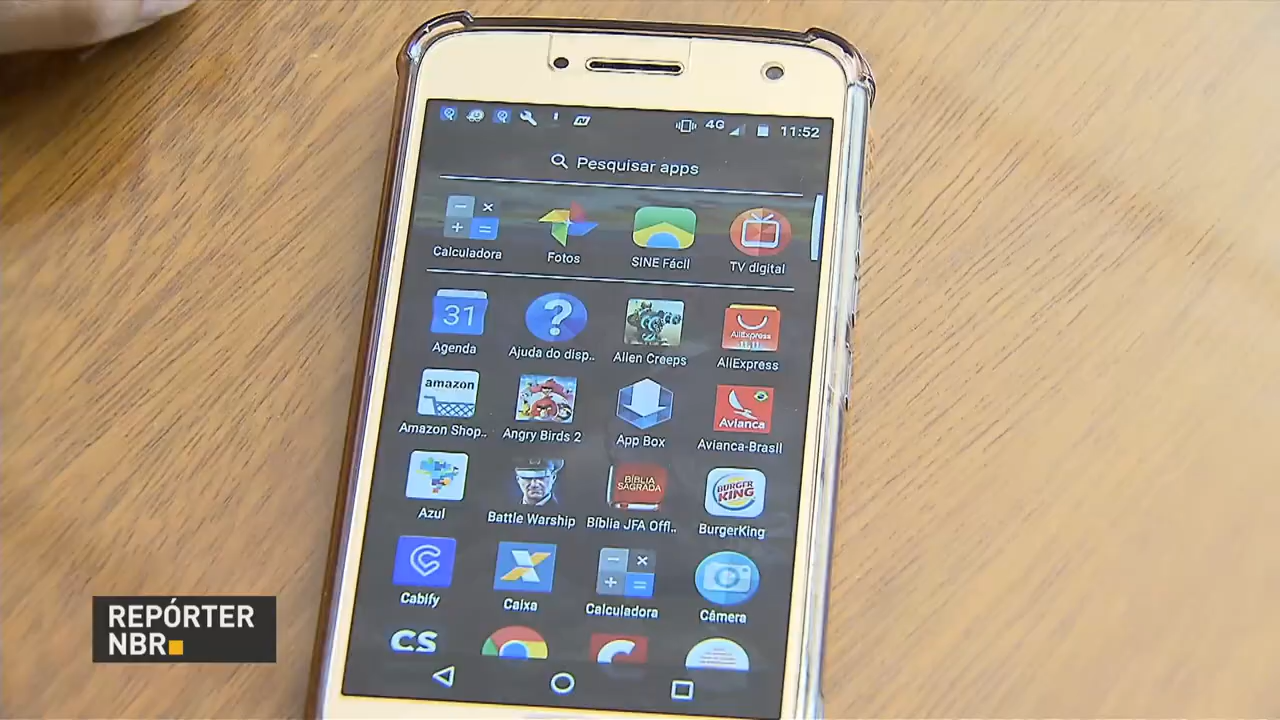 4G 11:52
Pesquisar apps
Calculadora Fotos SINE Fácil TV digital
31 ? AliExpress
Agenda Ajuda do disp.. Alien Creeps AliExpress
amazon Avianca
Amazon Shop.. Angry Birds 2 App Box Avianca-Brasil
BÍBLIA SAGRADA BURGER KING
Azul Battle Warship Bíblia JFA Offl.. BurgerKing
Cabify Caixa Calculadora Câmera
CS
REPÓRTER
NBR